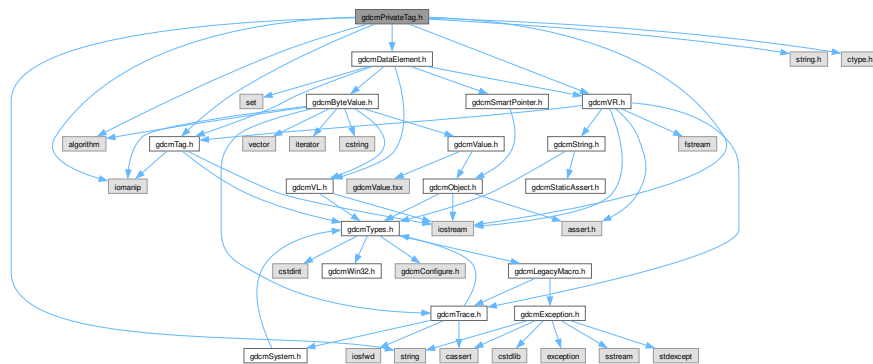 gdcmPrivateTag.h
gdcmDataElement.h
string.h
ctype.h
set
gdcmByteValue.h
gdcmSmartPointer.h
gdcmVR.h
algorithm
gdcmTag.h
vector
iterator
cstring
gdcmValue.h
gdcmString.h
fstream
iomanip
gdcmVL.h
gdcmValue.txx
gdcmObject.h
gdcmStaticAssert.h
gdcmTypes.h
iostream
assert.h
cstdint
gdcmWin32.h
gdcmConfigure.h
gdcmLegacyMacro.h
gdcmTrace.h
gdcmException.h
gdcmSystem.h
iosfwd
string
cassert
cstdlib
exception
sstream
stdexcept